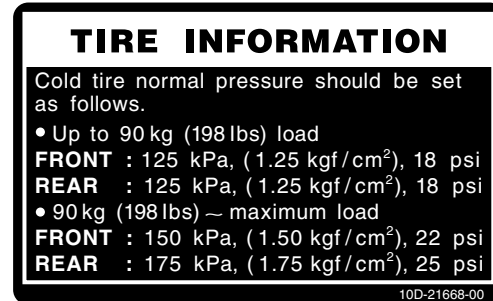 TIRE INFORMATION
Cold tire normal pressure should be set
as follows.
● Up to 90 kg (198 lbs) load
FRONT : 125 kPa, (1.25 kgf/cm²), 18 psi
REAR : 125 kPa, (1.25 kgf/cm²), 18 psi
● 90 kg (198 lbs) ~ maximum load
FRONT : 150 kPa, (1.50 kgf/cm²), 22 psi
REAR : 175 kPa, (1.75 kgf/cm²), 25 psi
10D-21668-00